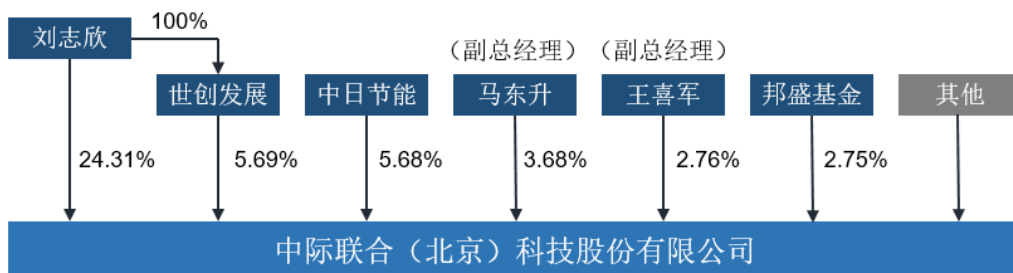 刘志欣
100%
（副总经理）
（副总经理）
世创发展
中日节能
马东升
王喜军
邦盛基金
其他
24.31%
5.69%
5.68%
3.68%
2.76%
2.75%
中际联合（北京）科技股份有限公司